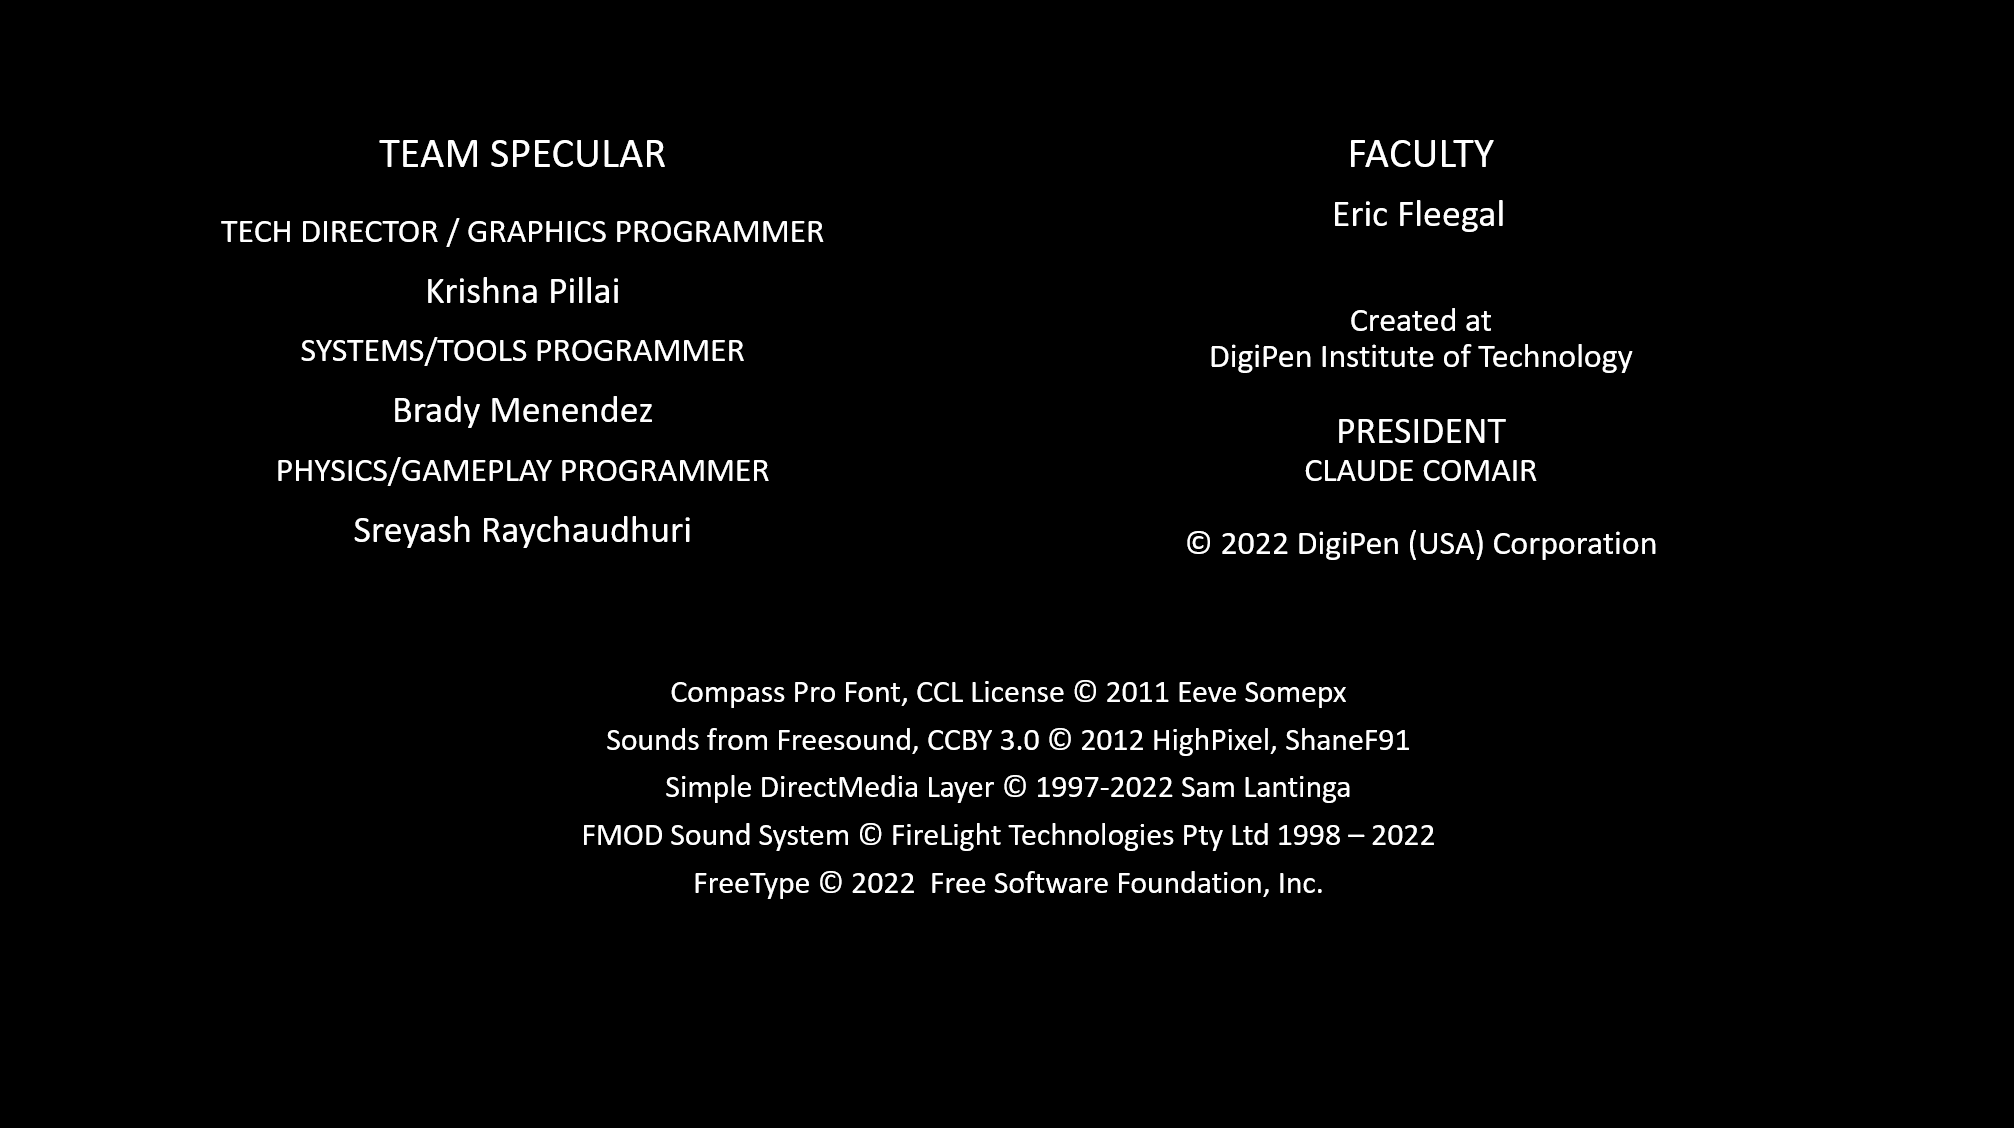 TEAM SPECULAR
TECH DIRECTOR / GRAPHICS PROGRAMMER
Krishna Pillai
SYSTEMS/TOOLS PROGRAMMER
Brady Menendez
PHYSICS/GAMEPLAY PROGRAMMER
Sreyash Raychaudhuri
FACULTY
Eric Fleegal
Created at
DigiPen Institute of Technology
PRESIDENT
CLAUDE COMAIR
© 2022 DigiPen (USA) Corporation
Compass Pro Font, CCL License © 2011 Eeve Somepx
Sounds from Freesound, CCBY 3.0 © 2012 HighPixel, ShaneF91
Simple DirectMedia Layer © 1997-2022 Sam Lantinga
FMOD Sound System © FireLight Technologies Pty Ltd 1998 – 2022
FreeType © 2022  Free Software Foundation, Inc.